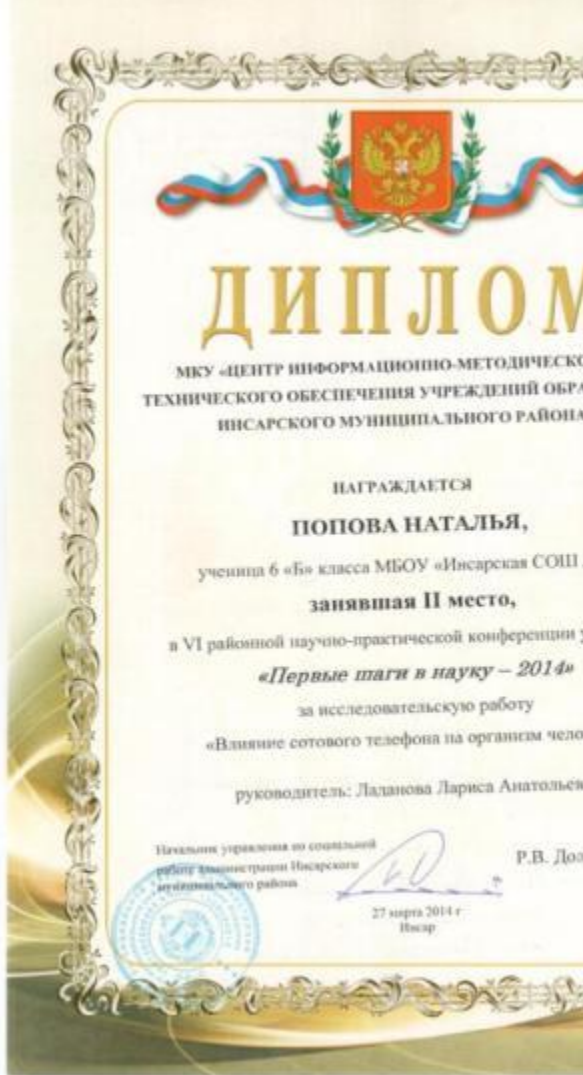 ДИПЛОМ
МКУ «ЦЕНТР ИНФОРМАЦИОННО-МЕТОДИЧЕСКО
ТЕХНИЧЕСКОГО ОБЕСПЕЧЕНИЯ УЧРЕЖДЕНИЙ ОБРА
ИНСАРСКОГО МУНИЦИПАЛЬНОГО РАЙОНА
НАГРАЖДАЕТСЯ
ПОПОВА НАТАЛЬЯ,
ученица 6 «Б» класса МБОУ «Инсарская СОШ
занявшая II место,
в VI районной научно-практической конференции у
«Первые шаги в науку – 2014»
за исследовательскую работу
«Влияние сотового телефона на организм чело
руководитель: Ладанова Лариса Анатольев
Начальник управления по социальной
работе администрации Инсарского
муниципального района
Р.В. Дол
27 марта 2014 г
Инсар